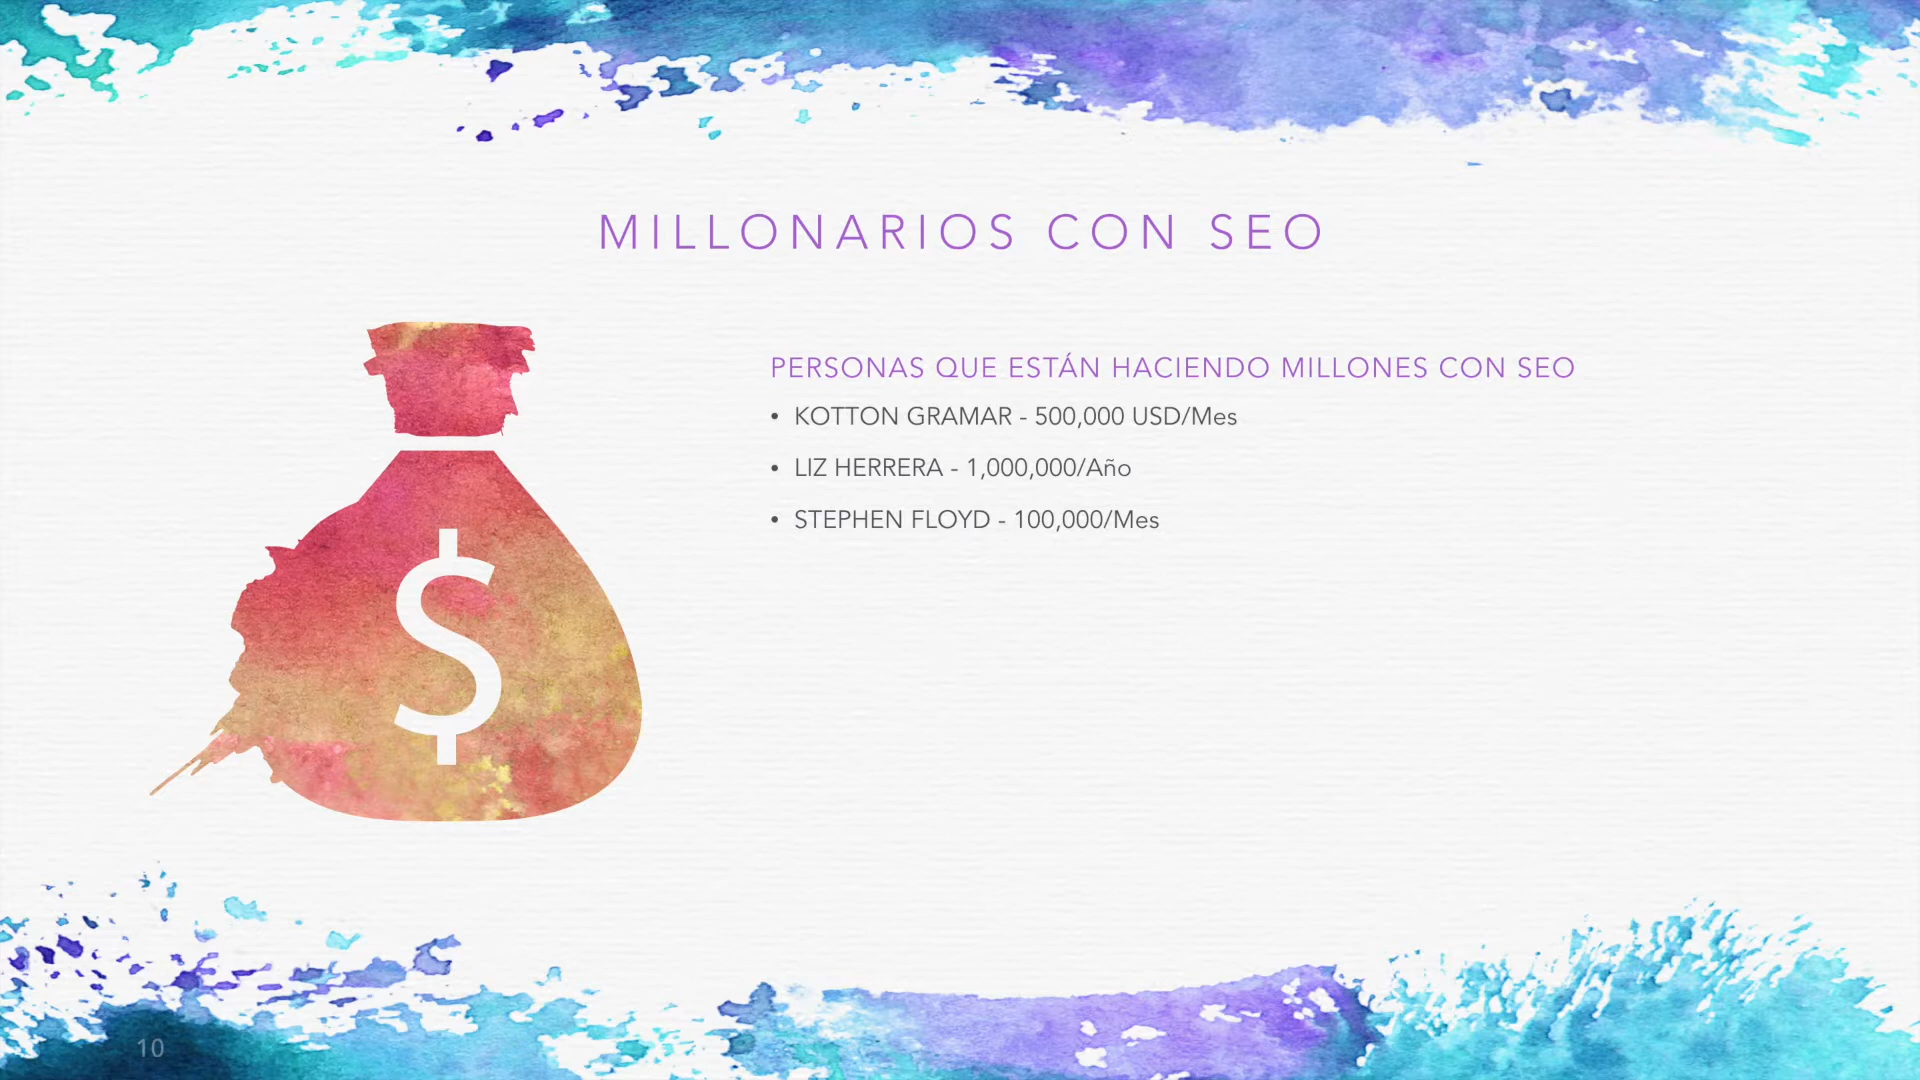 MILLONARIOS CON SEO
$
PERSONAS QUE ESTÁN HACIENDO MILLONES CON SEO
• KOTTON GRAMAR - 500,000 USD/Mes
• LIZ HERRERA - 1,000,000/Año
• STEPHEN FLOYD - 100,000/Mes
10